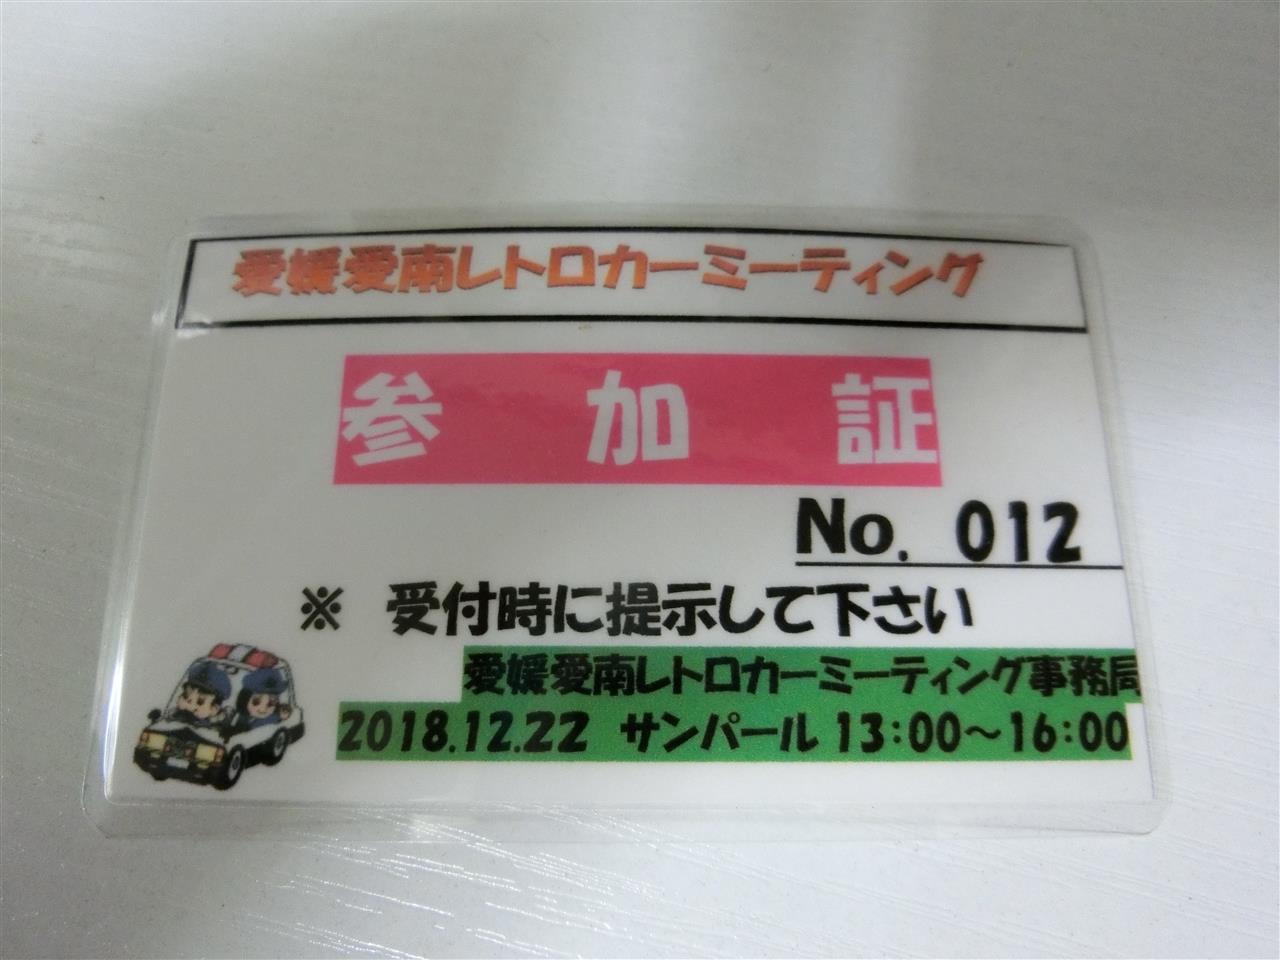 愛媛愛南レトロカーミーティング
参加証
No. 012
※ 受付時に提示して下さい
愛媛愛南レトロカーミーティング事務局
2018.12.22 サンパール 13:00～16:00